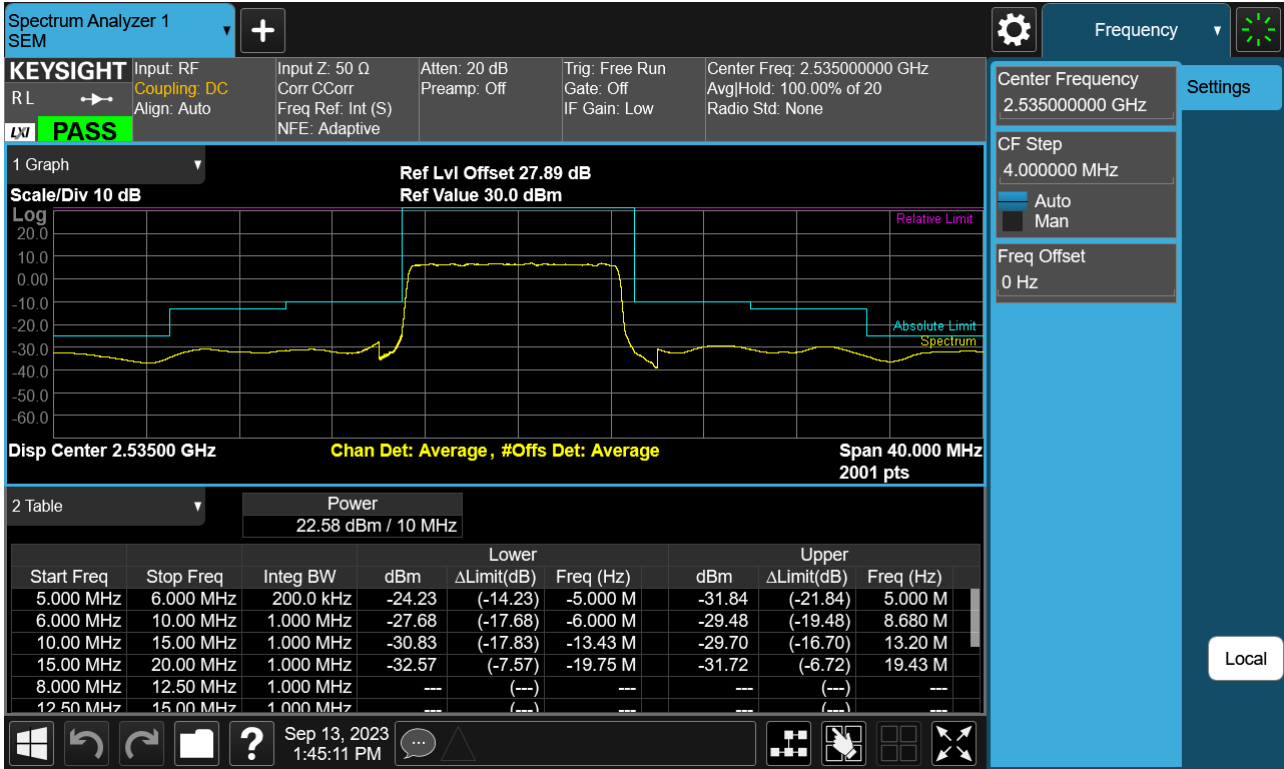 Spectrum Analyzer 1
SEM
Frequency
KEYSIGHT
R L
LXI
PASS
Input: RF
Coupling: DC
Align: Auto
Input Z: 50 Ω
Corr CCorr
Freq Ref: Int (S)
NFE: Adaptive
Atten: 20 dB
Preamp: Off
Trig: Free Run
Gate: Off
IF Gain: Low
Center Freq: 2.535000000 GHz
Avg|Hold: 100.00% of 20
Radio Std: None
Center Frequency
2.535000000 GHz
Settings
CF Step
4.000000 MHz
Auto
Man
Freq Offset
0 Hz
Local
1 Graph
Scale/Div 10 dB
Ref Lvl Offset 27.89 dB
Ref Value 30.0 dBm
Log
20.0
10.0
0.00
-10.0
-20.0
-30.0
-40.0
-50.0
-60.0
Relative Limit
Absolute Limit
Spectrum
Disp Center 2.53500 GHz
Chan Det: Average , #Offs Det: Average
Span 40.000 MHz
2001 pts
2 Table
Power
22.58 dBm / 10 MHz
Lower Upper
Start Freq Stop Freq Integ BW dBm ΔLimit(dB) Freq (Hz) dBm ΔLimit(dB) Freq (Hz)
5.000 MHz 6.000 MHz 200.0 kHz -24.23 (-14.23) -5.000 M -31.84 (-21.84) 5.000 M
6.000 MHz 10.00 MHz 1.000 MHz -27.68 (-17.68) -6.000 M -29.48 (-19.48) 8.680 M
10.00 MHz 15.00 MHz 1.000 MHz -30.83 (-17.83) -13.43 M -29.70 (-16.70) 13.20 M
15.00 MHz 20.00 MHz 1.000 MHz -32.57 (-7.57) -19.75 M -31.72 (-6.72) 19.43 M
8.000 MHz 12.50 MHz 1.000 MHz --- (---) --- --- (---) ---
12.50 MHz 15.00 MHz 1.000 MHz --- (---) --- --- (---) ---
?
Sep 13, 2023
1:45:11 PM